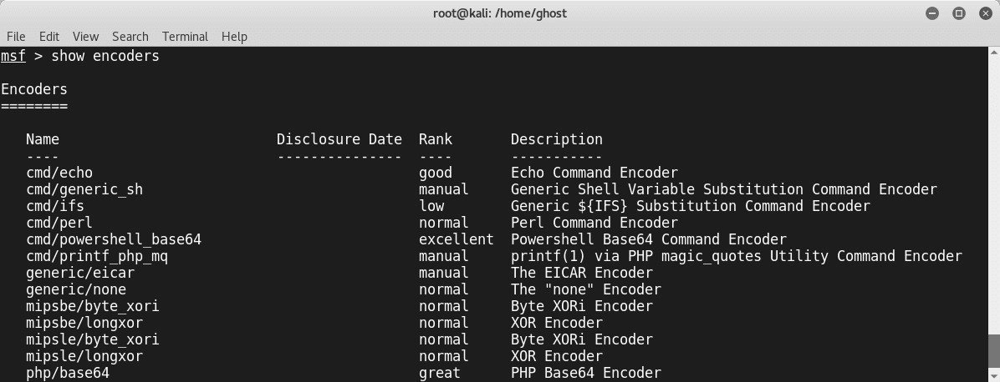 root@kali: /home/ghost
File Edit View Search Terminal Help
msf > show encoders
Encoders
========
Name Disclosure Date Rank Description
---- --------------- ---- -----------
cmd/echo good Echo Command Encoder
cmd/generic_sh manual Generic Shell Variable Substitution Command Encoder
cmd/ifs low Generic ${IFS} Substitution Command Encoder
cmd/perl normal Perl Command Encoder
cmd/powershell_base64 excellent Powershell Base64 Command Encoder
cmd/printf_php_mq manual printf(1) via PHP magic_quotes Utility Command Encoder
generic/eicar manual The EICAR Encoder
generic/none normal The "none" Encoder
mipsbe/byte_xori normal Byte XORi Encoder
mipsbe/longxor normal XOR Encoder
mipsle/byte_xori normal Byte XORi Encoder
mipsle/longxor normal XOR Encoder
php/base64 great PHP Base64 Encoder